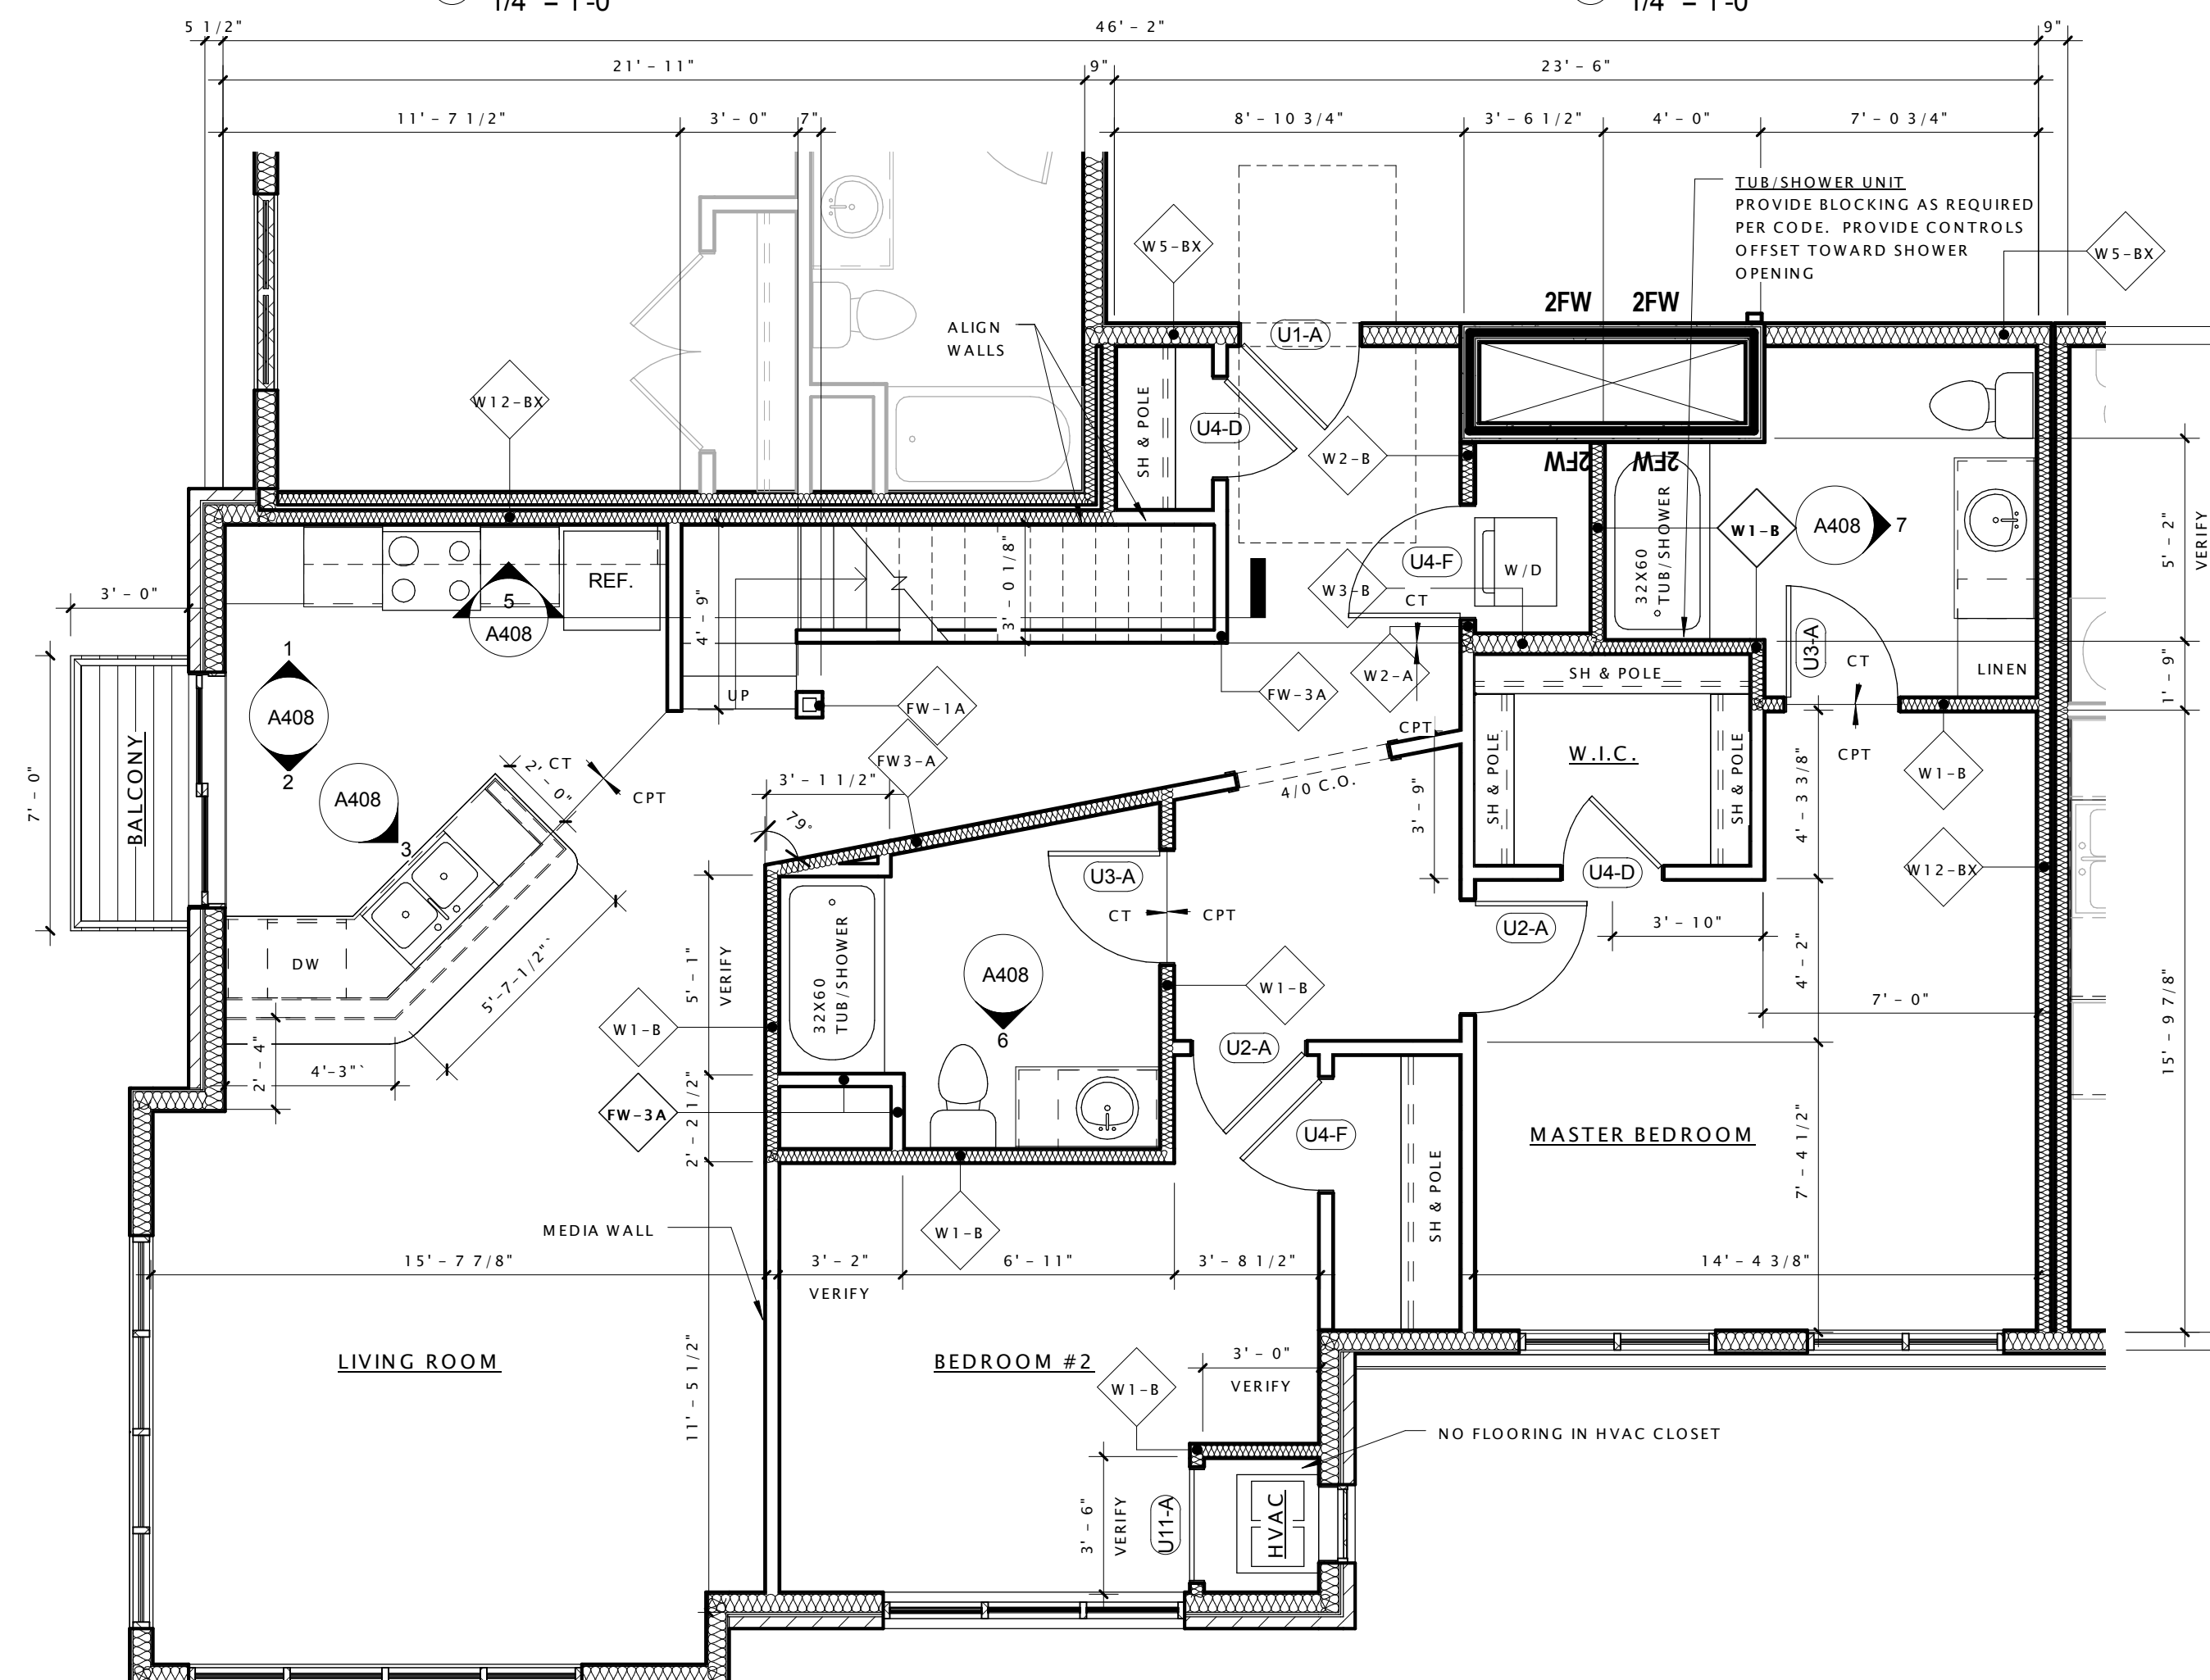 1/4" = 1'-0"
1/4" = 1'-0"
5 1/2"
46' - 2"
9"
21' - 11"
9"
23' - 6"
11' - 7 1/2"
3' - 0"
7"
8' - 10 3/4"
3' - 6 1/2"
4' - 0"
7' - 0 3/4"
TUB/SHOWER UNIT
PROVIDE BLOCKING AS REQUIRED
PER CODE. PROVIDE CONTROLS
OFFSET TOWARD SHOWER
OPENING
W5-BX
W5-BX
2FW
2FW
ALIGN
WALLS
U1-A
W12-BX
SH & POLE
U4-D
W2-B
2FW
2FW
32X60
TUB/SHOWER
W1-B
A408
7
5' - 2"
VERIFY
REF.
5
A408
4' - 9"
3' - 0 1/8"
U4-F
W/D
W3-B
CT
3' - 0"
1
A408
2
UP
FW-1A
FW-3A
W2-A
SH & POLE
U3-A
CT
LINEN
1' - 9"
BALCONY
7' - 0"
A408
3
2'-0"
CT
CPT
FW3-A
3' - 1 1/2"
79°
4/0 C.O.
CPT
3' - 9"
SH & POLE
W.I.C.
SH & POLE
4' - 3 3/8"
CPT
W1-B
W12-BX
U3-A
U4-D
CT
CPT
U2-A
3' - 10"
DW
5'-7-1/2"`
5' - 1"
VERIFY
32X60
TUB/SHOWER
A408
6
W1-B
4' - 2"
7' - 0"
15' - 9 7/8"
W1-B
2' - 4"
4'-3"`
U2-A
FW-3A
2' - 2 1/2"
U4-F
MASTER BEDROOM
7' - 4 1/2"
SH & POLE
MEDIA WALL
W1-B
15' - 7 7/8"
3' - 2"
VERIFY
6' - 11"
3' - 8 1/2"
14' - 4 3/8"
LIVING ROOM
11' - 5 1/2"
BEDROOM #2
W1-B
3' - 0"
VERIFY
NO FLOORING IN HVAC CLOSET
3' - 6"
VERIFY
U11-A
HVAC